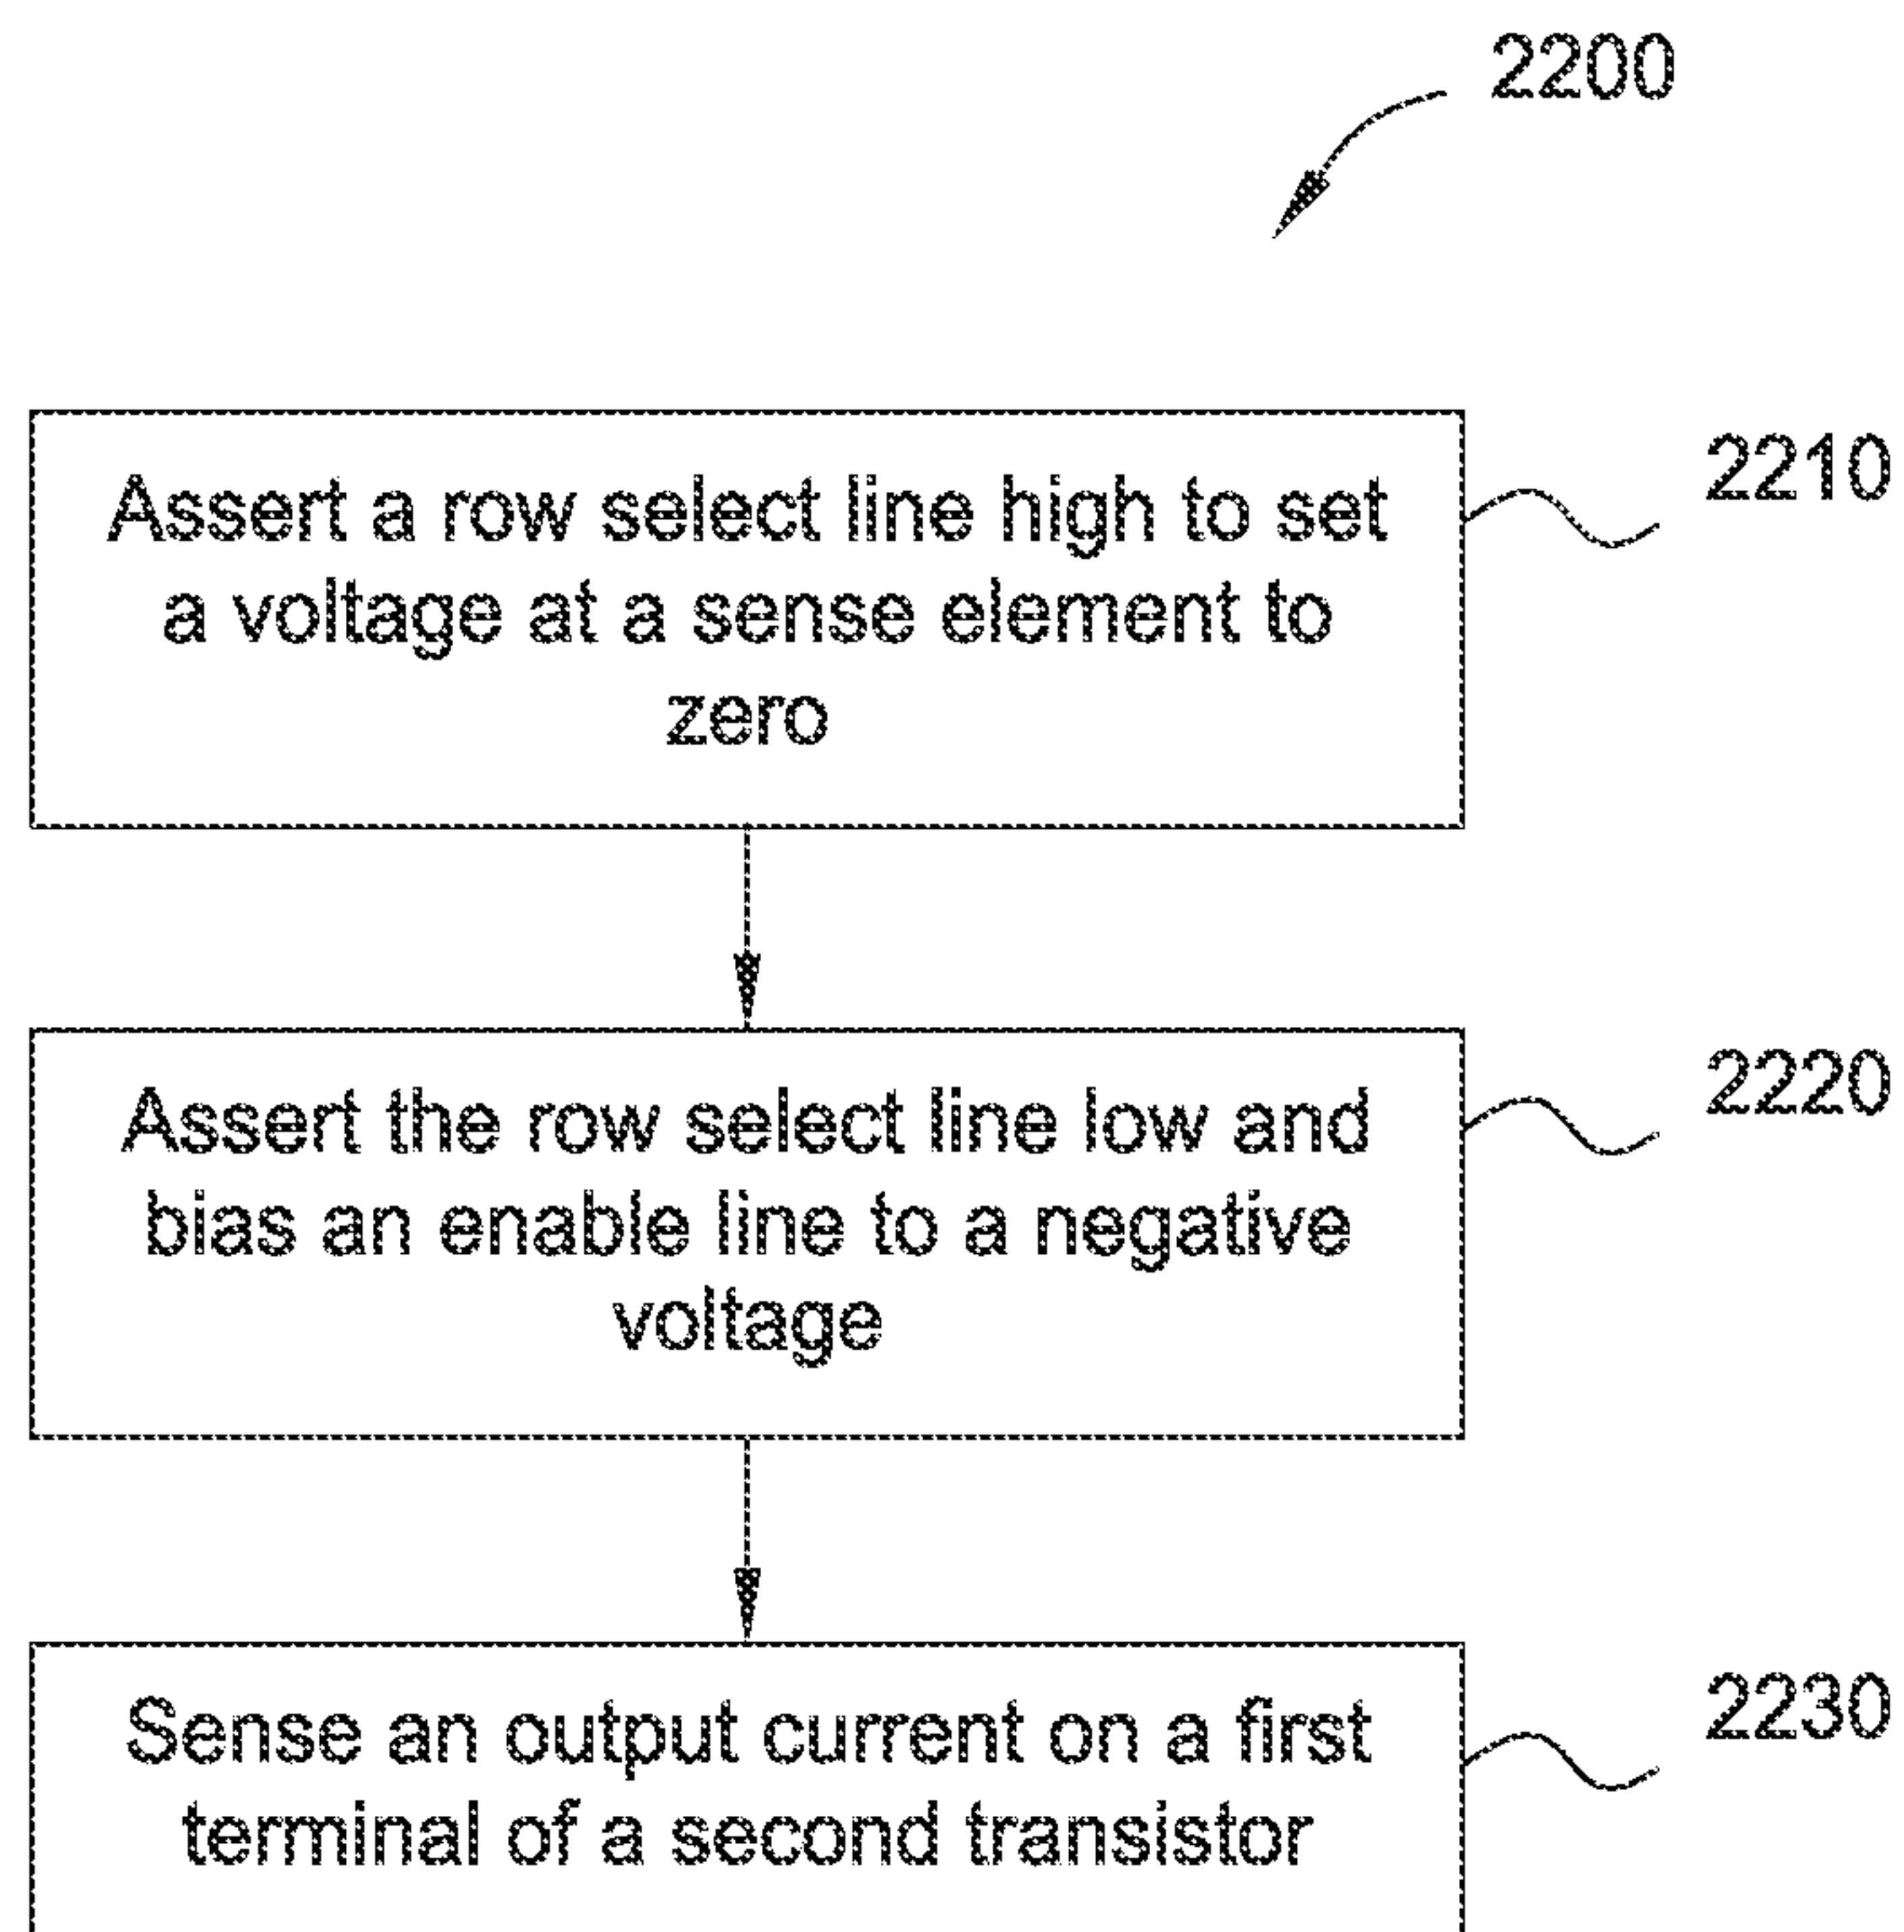 2200
Assert a row select line high to set
a voltage at a sense element to
zero
2210
Assert the row select line low and
bias an enable line to a negative
voltage
2220
Sense an output current on a first
terminal of a second transistor
2230